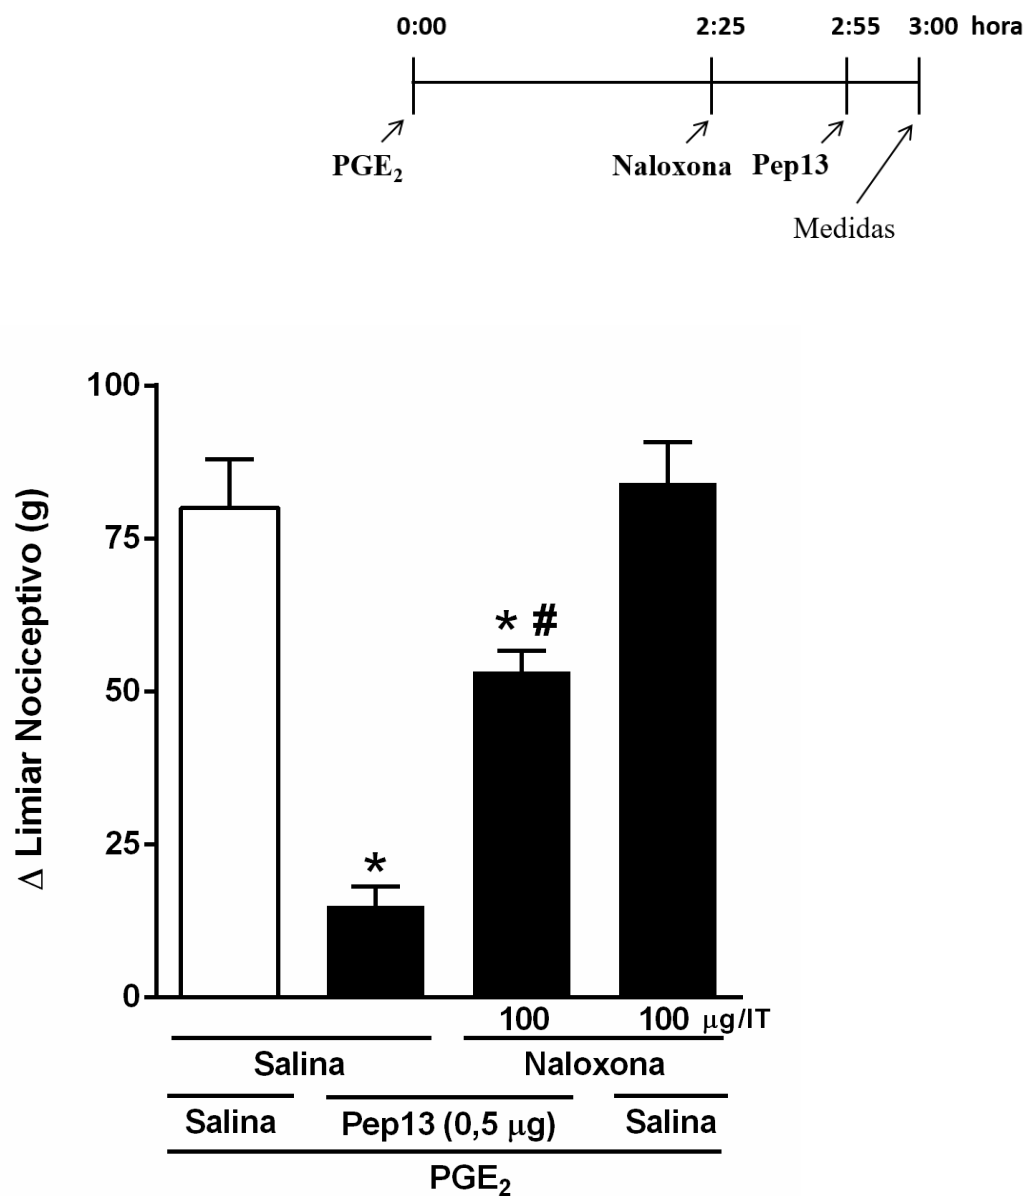 0:00 2:25 2:55 3:00 hora
PGE₂ Naloxona Pep13
Medidas
Δ Limiar Nociceptivo (g)
100
75
50
25
0
* 
* #
100 100 μg/IT
Salina Naloxona
Salina Pep13 (0,5 μg) Salina
PGE₂